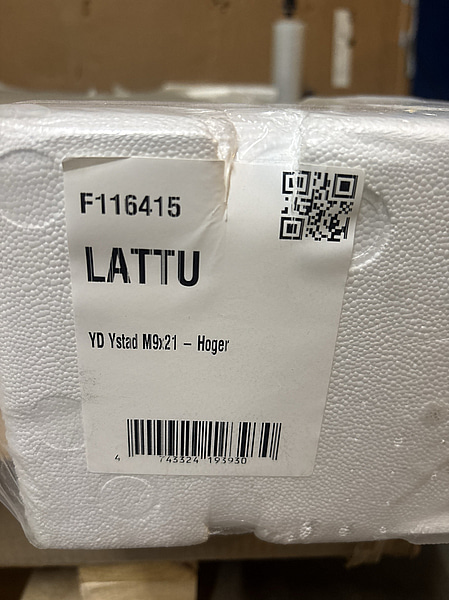 F116415
LATTU
YD Ystad M9x21 – Hoger
4 743324 193930